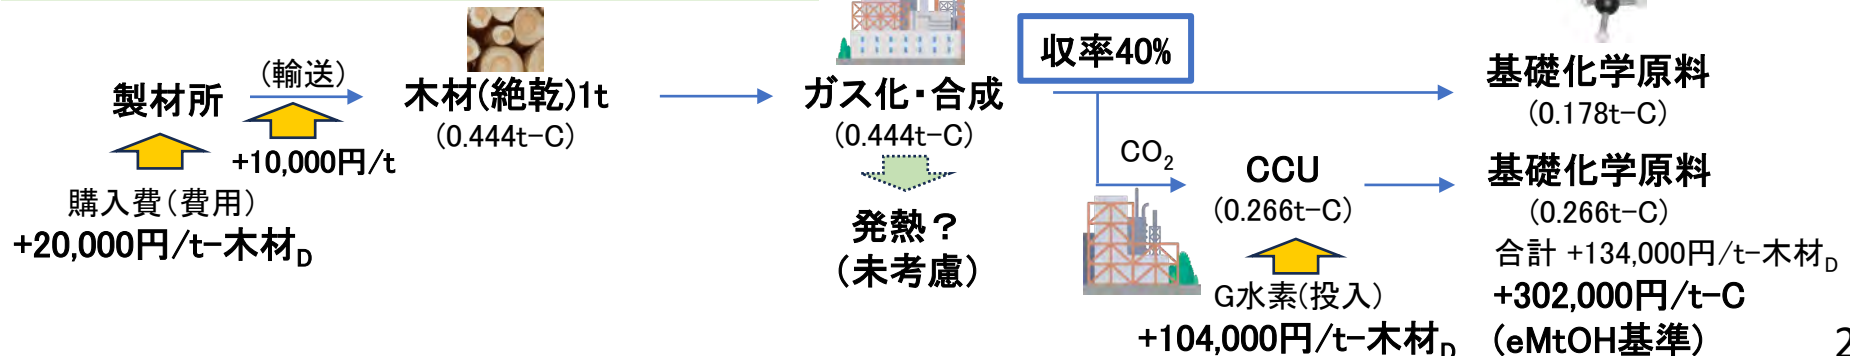 製材所
(輸送)
+10,000円/t
購入費(費用)
+20,000円/t-木材D
木材(絶乾)1t
(0.444t-C)
ガス化・合成
(0.444t-C)
発熱？
(未考慮)
収率40%
CO2
CCU
(0.266t-C)
G水素(投入)
+104,000円/t-木材D
基礎化学原料
(0.178t-C)
基礎化学原料
(0.266t-C)
合計 +134,000円/t-木材D
+302,000円/t-C
(eMtOH基準)
2